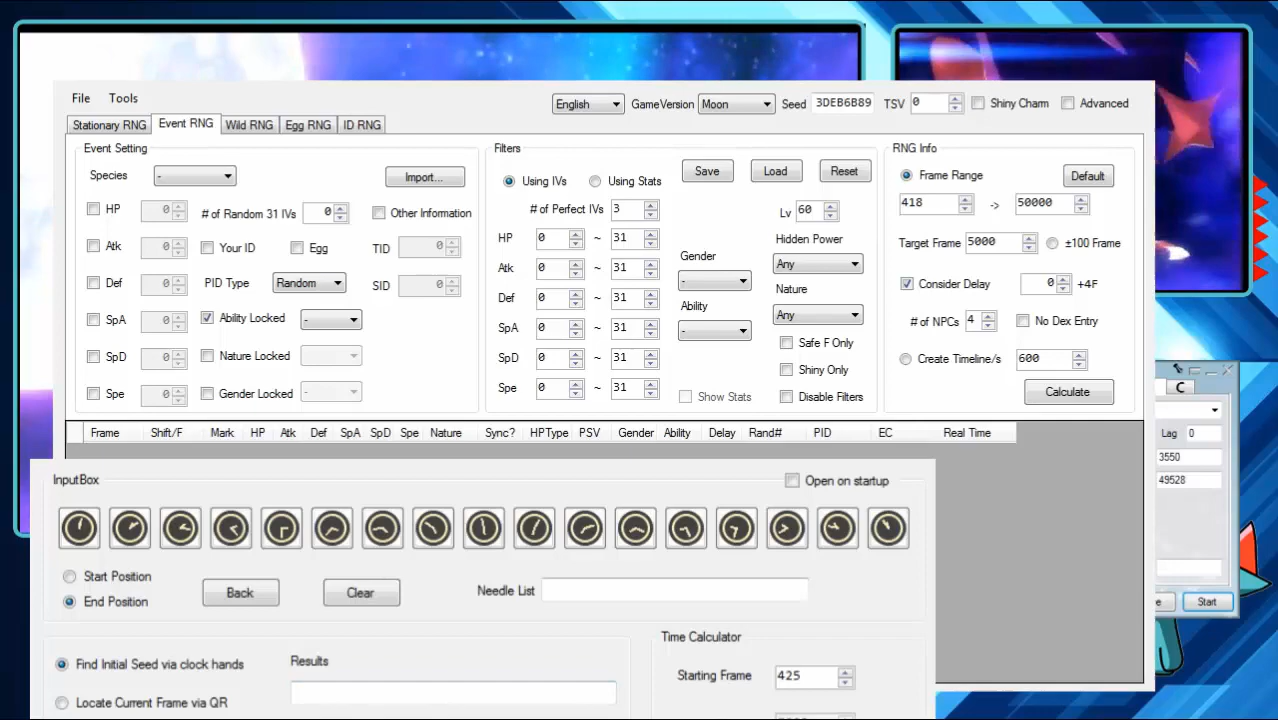 File Tools
English GameVersion Moon Seed 3DEB6B89 TSV 0 Shiny Charm Advanced
Stationary RNG Event RNG Wild RNG Egg RNG ID RNG
Event Setting
Species - Import...
HP 0 # of Random 31 IVs 0 Other Information
Atk 0 Your ID Egg TID 0
Def 0 PID Type Random SID 0
SpA 0 Ability Locked -
SpD 0 Nature Locked
Spe 0 Gender Locked -
Filters
Using IVs Using Stats Save Load Reset
# of Perfect IVs 3 Lv 60
HP 0 ~ 31 Hidden Power
Atk 0 ~ 31 Gender - Any
Def 0 ~ 31 Ability Nature
SpA 0 ~ 31 - Any
SpD 0 ~ 31 Safe F Only
Shiny Only
Spe 0 ~ 31 Show Stats Disable Filters
RNG Info
Frame Range Default
418 -> 50000
Target Frame 5000 ±100 Frame
Consider Delay 0 +4F
# of NPCs 4 No Dex Entry
Create Timeline/s 600
Calculate
Frame Shift/F Mark HP Atk Def SpA SpD Spe Nature Sync? HPType PSV Gender Ability Delay Rand# PID EC Real Time
C
Lag 0
3550
49528
e Start
InputBox Open on startup
Start Position
End Position Back Clear Needle List
Find Initial Seed via clock hands Results
Locate Current Frame via QR
Time Calculator
Starting Frame 425